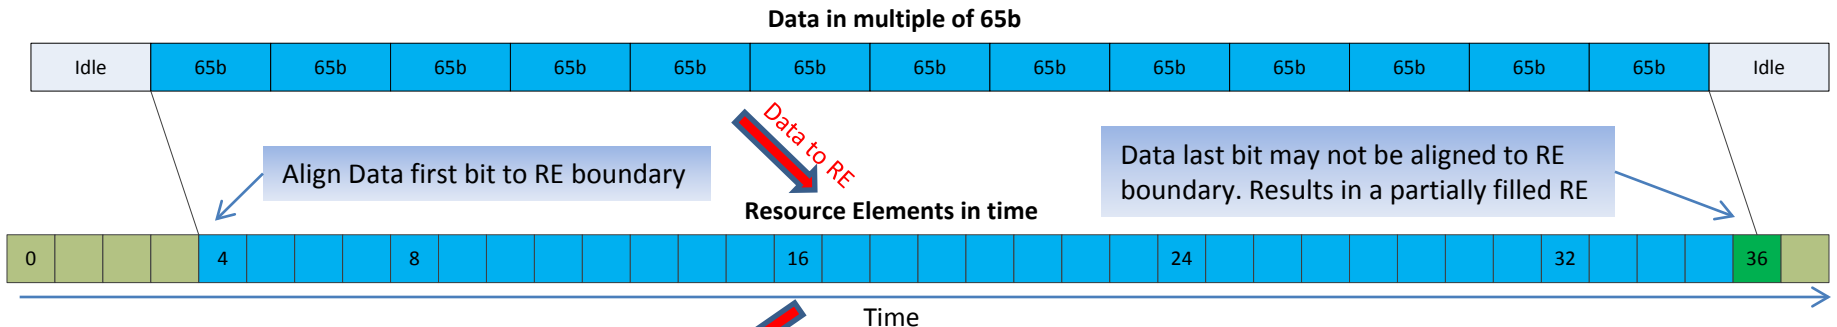 Data in multiple of 65b
Idle 65b 65b 65b 65b 65b 65b 65b 65b 65b 65b 65b 65b 65b Idle
Data to RE
Align Data first bit to RE boundary
Data last bit may not be aligned to RE
boundary. Results in a partially filled RE
Resource Elements in time
0 4 8 16 24 32 36
Time